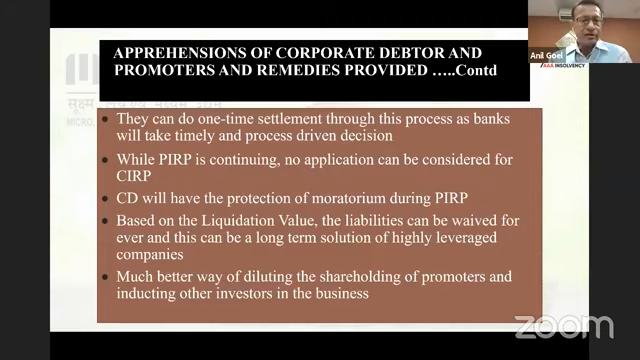 Anil Goel
AAA INSOLVENCY
APPREHENSIONS OF CORPORATE DEBTOR AND
PROMOTERS AND REMEDIES PROVIDED …..Contd
सूक्ष्म, लघु
MICRO,
They can do one-time settlement through this process as banks
will take timely and process driven decision
While PIRP is continuing, no application can be considered for
CIRP
CD will have the protection of moratorium during PIRP
Based on the Liquidation Value, the liabilities can be waived for
ever and this can be a long term solution of highly leveraged
companies
Much better way of diluting the shareholding of promoters and
inducting other investors in the business
zoom